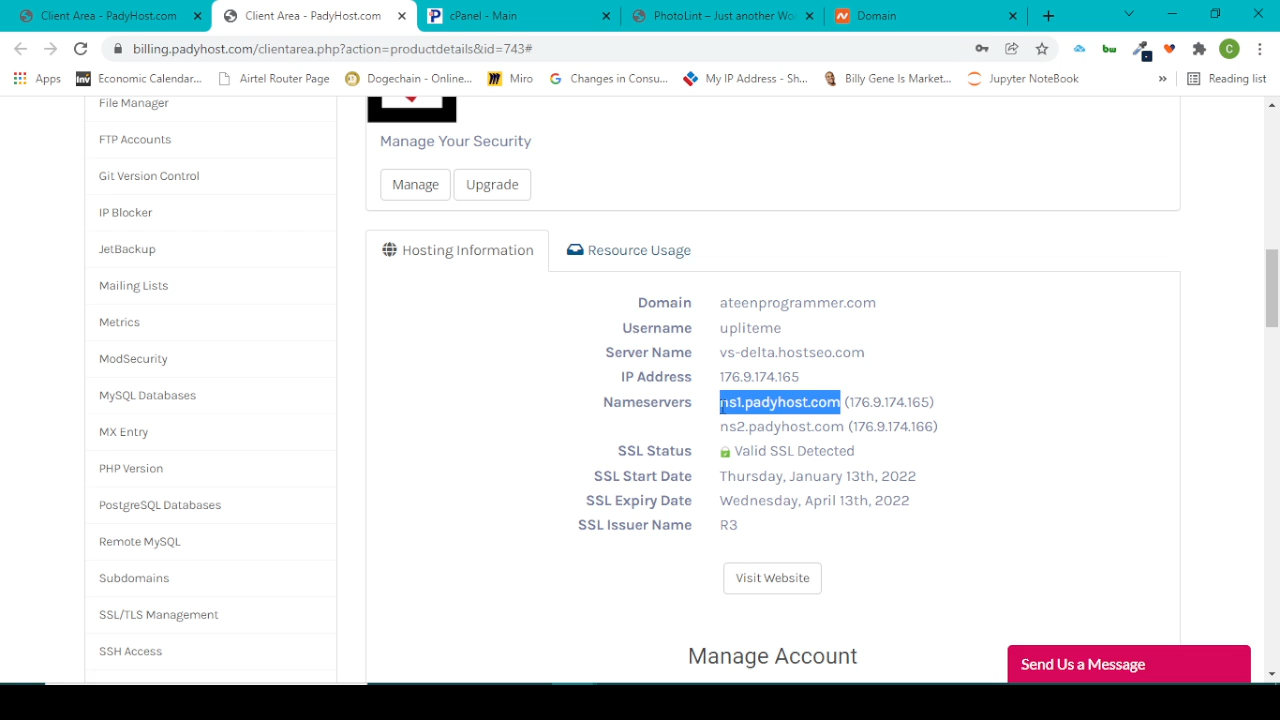 Client Area - PadyHost.com
Client Area - PadyHost.com
cPanel - Main
PhotoLint – Just another Wo
Domain
billing.padyhost.com/clientarea.php?action=productdetails&id=743#
Apps
Economic Calendar...
Airtel Router Page
Dogechain - Online...
Miro
Changes in Consu...
My IP Address - Sh...
Billy Gene Is Market...
Jupyter NoteBook
»
Reading list
File Manager
FTP Accounts
Git Version Control
IP Blocker
JetBackup
Mailing Lists
Metrics
ModSecurity
MySQL Databases
MX Entry
PHP Version
PostgreSQL Databases
Remote MySQL
Subdomains
SSL/TLS Management
SSH Access
Manage Your Security
Manage Upgrade
Hosting Information Resource Usage
Domain ateenprogrammer.com
Username upliteme
Server Name vs-delta.hostseo.com
IP Address 176.9.174.165
Nameservers ns1.padyhost.com (176.9.174.165)
ns2.padyhost.com (176.9.174.166)
SSL Status Valid SSL Detected
SSL Start Date Thursday, January 13th, 2022
SSL Expiry Date Wednesday, April 13th, 2022
SSL Issuer Name R3
Visit Website
Manage Account
Send Us a Message